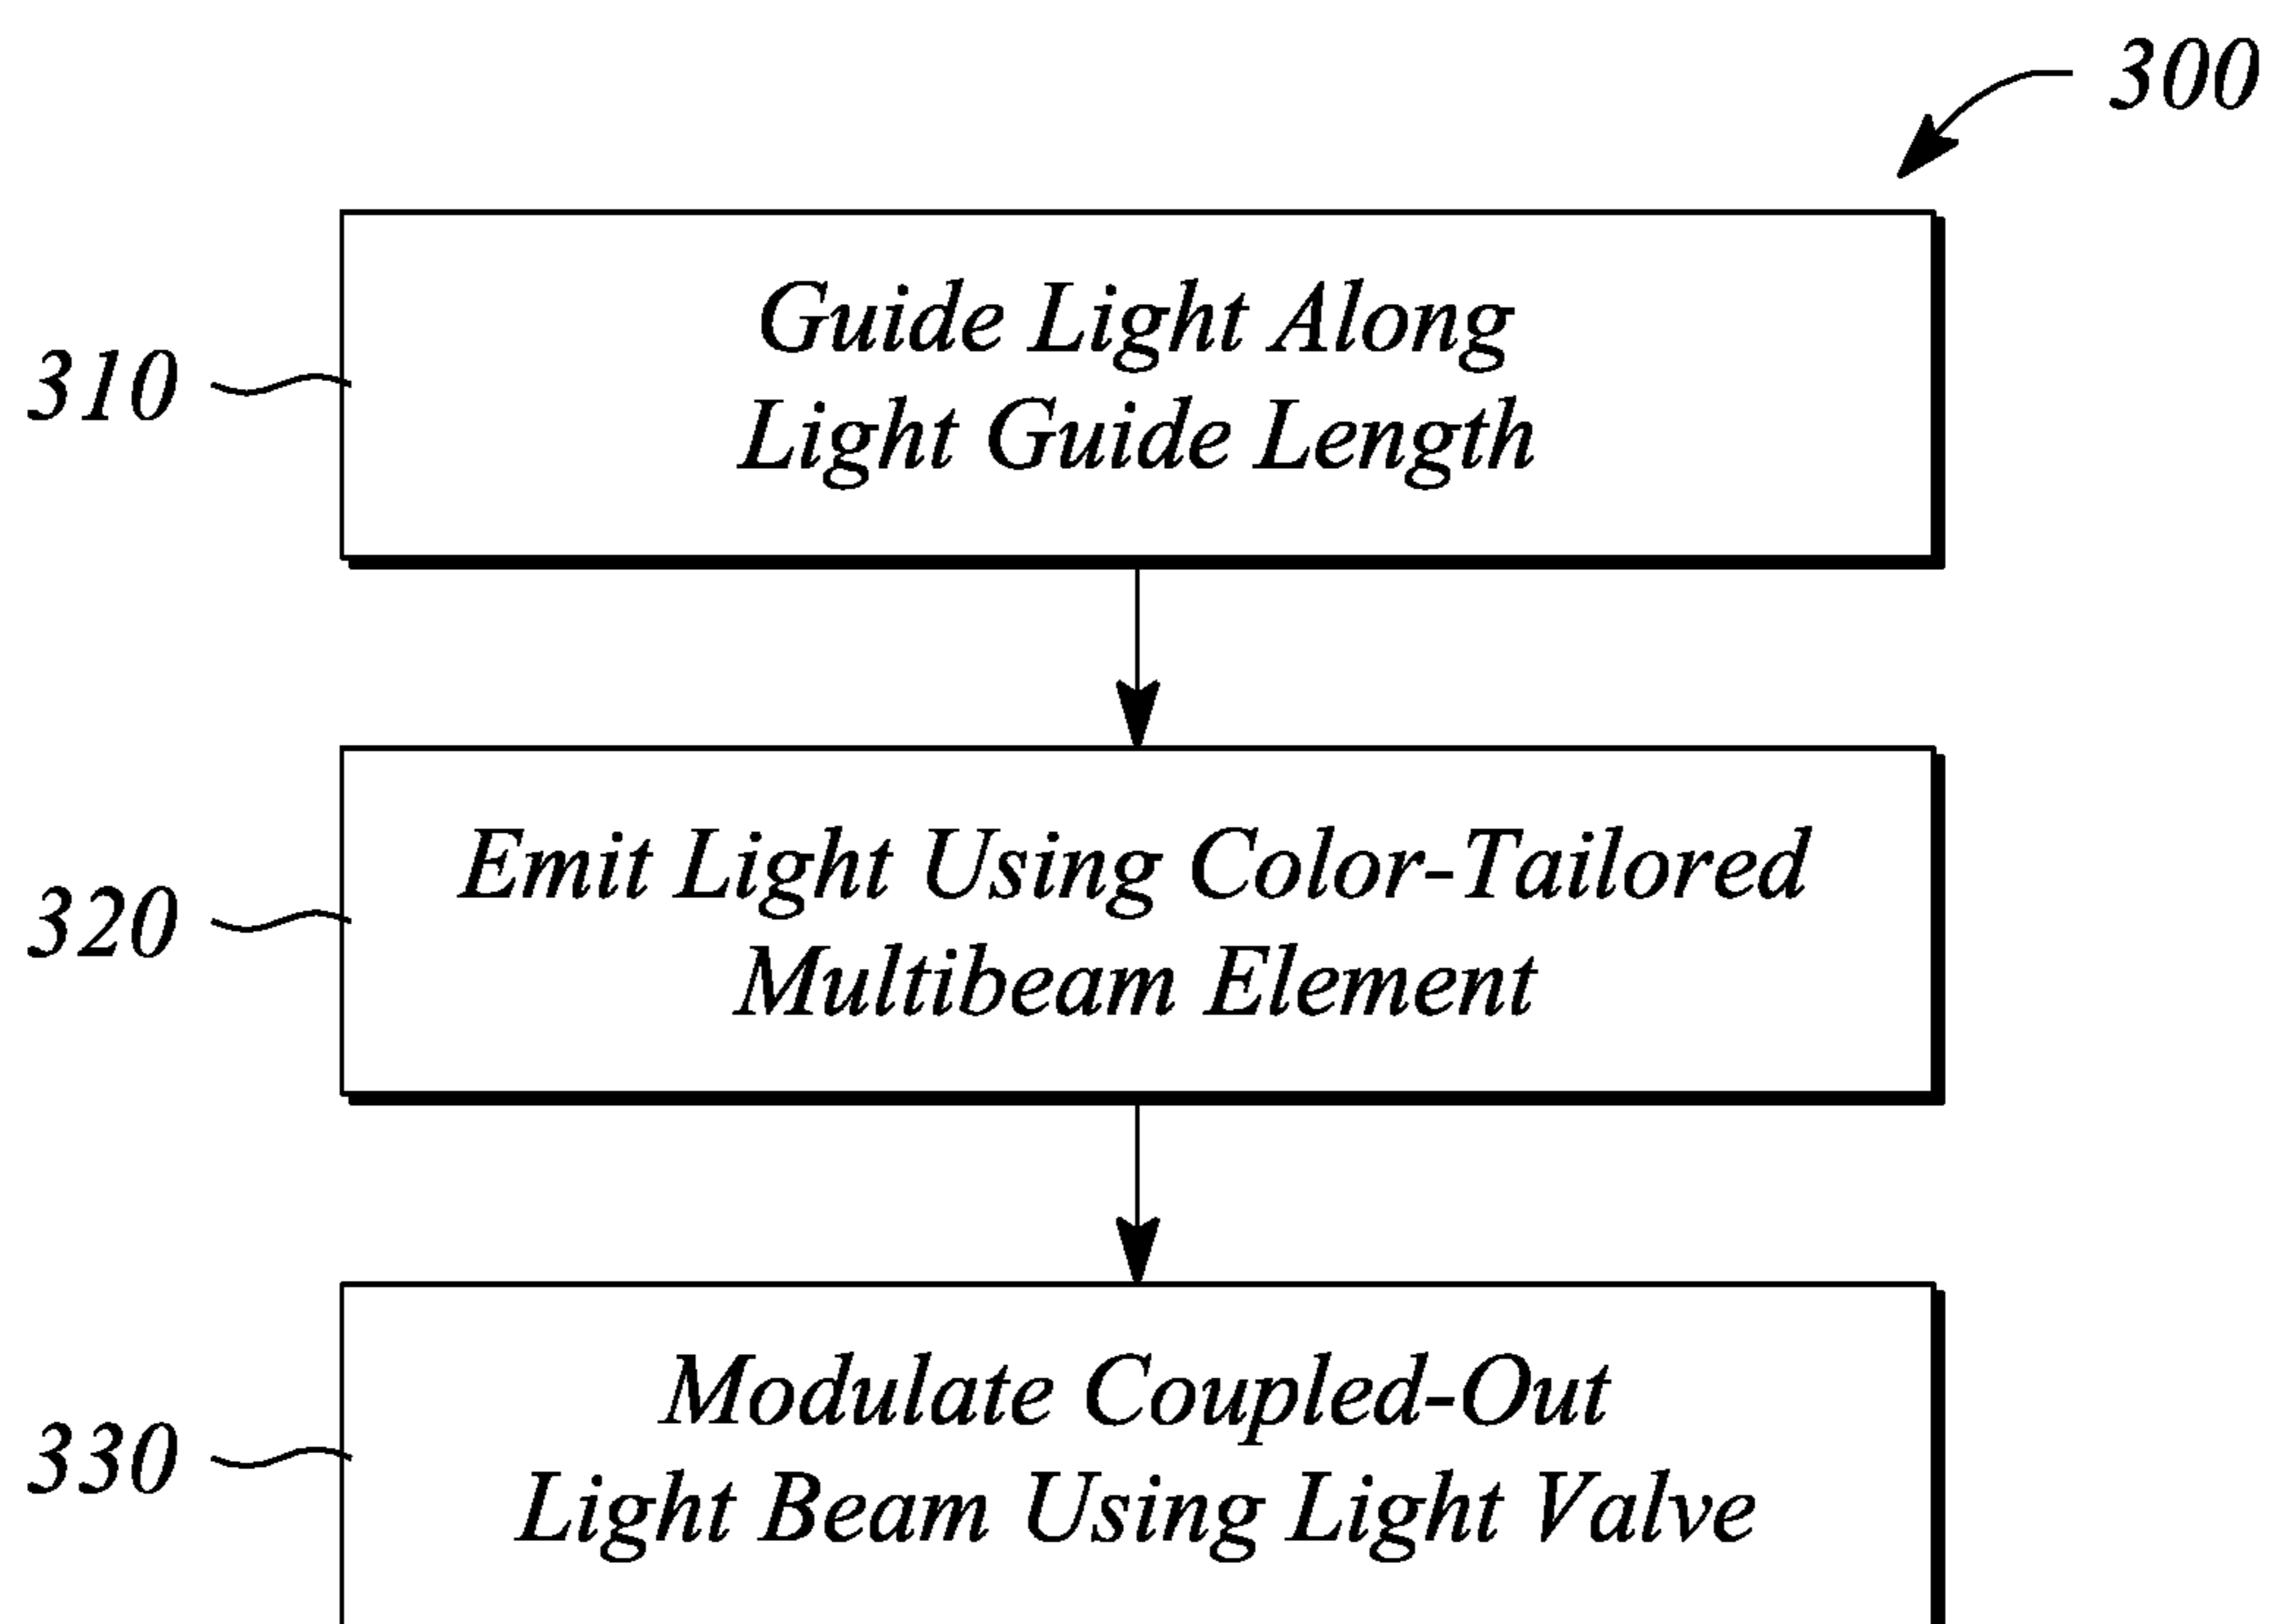 300
310
Guide Light Along
Light Guide Length
320
Emit Light Using Color-Tailored
Multibeam Element
330
Modulate Coupled-Out
Light Beam Using Light Valve